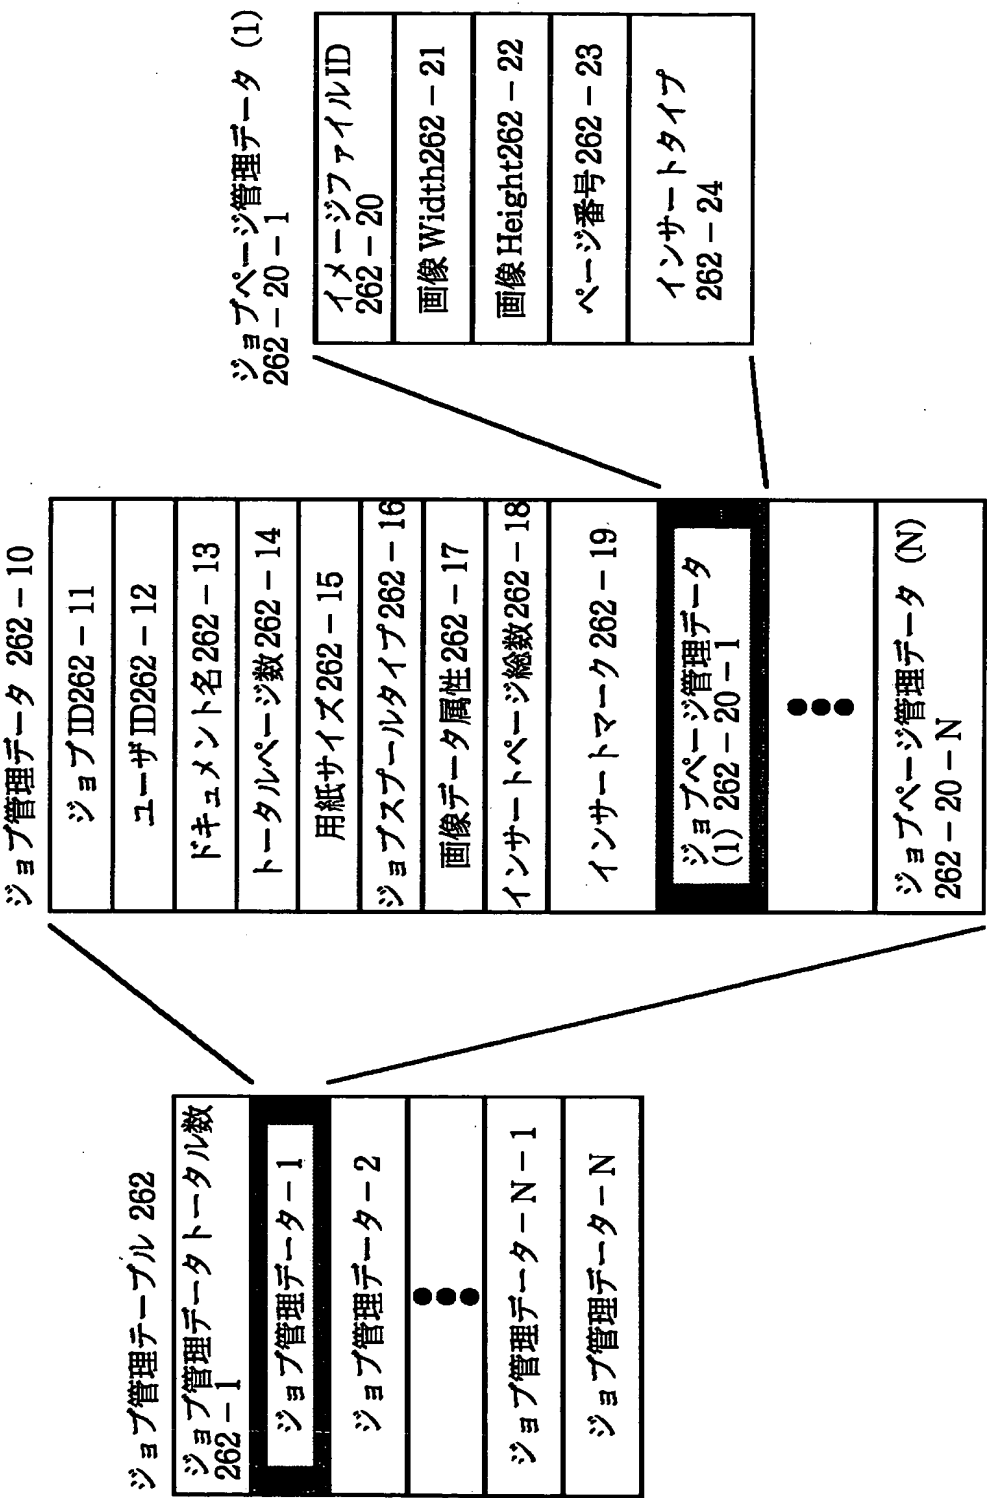 ジョブ管理テーブル 262
ジョブ管理データトータル数
262－1
ジョブ管理データ－1
ジョブ管理データ－2
●●●
ジョブ管理データ－N－1
ジョブ管理データ－N
ジョブ管理データ 262－10
ジョブID262－11
ユーザID262－12
ドキュメント名262－13
トータルページ数262－14
用紙サイズ262－15
ジョブスプールタイプ262－16
画像データ属性262－17
インサートページ総数262－18
インサートマーク262－19
ジョブページ管理データ
(1) 262－20－1
●●●
ジョブページ管理データ (N)
262－20－N
ジョブページ管理データ (1)
262－20－1
イメージファイルID
262－20
画像Width262－21
画像Height262－22
ページ番号262－23
インサートタイプ
262－24